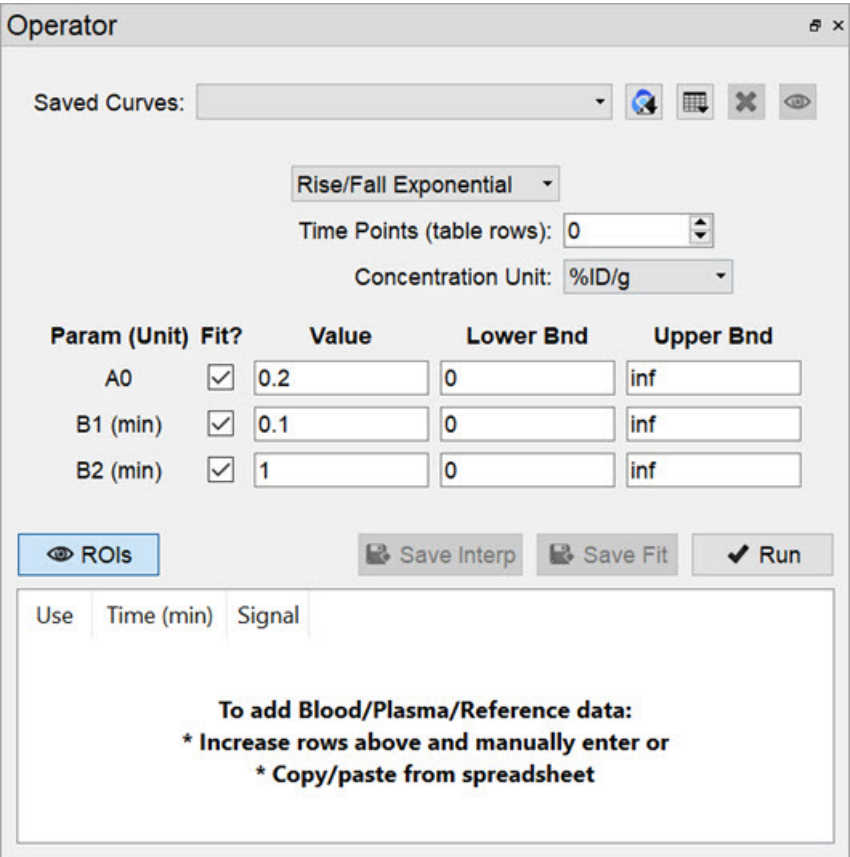 Operator
Saved Curves:
Rise/Fall Exponential
Time Points (table rows): 0
Concentration Unit: %ID/g
Param (Unit) Fit? Value Lower Bnd Upper Bnd
A0 0.2 0 inf
B1 (min) 0.1 0 inf
B2 (min) 1 0 inf
ROIs Save Interp Save Fit Run
Use Time (min) Signal
To add Blood/Plasma/Reference data:
* Increase rows above and manually enter or
* Copy/paste from spreadsheet